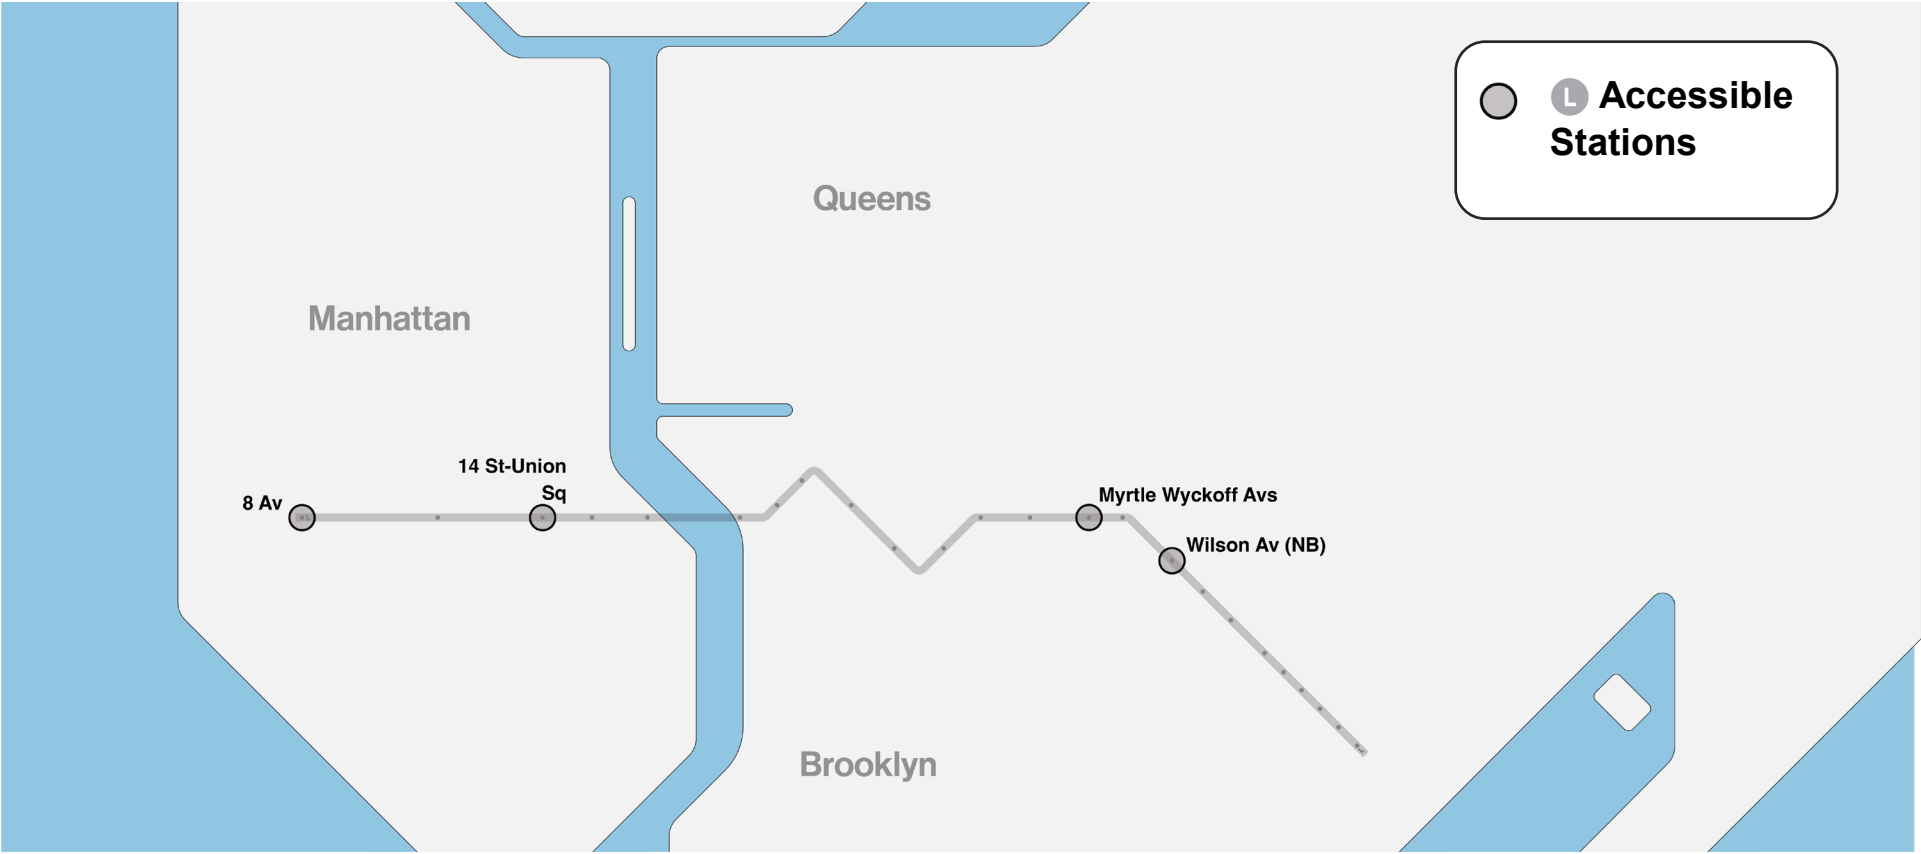 L Accessible
Stations
Queens
Manhattan
14 St-Union
Sq
8 Av
Myrtle Wyckoff Avs
Wilson Av (NB)
Brooklyn